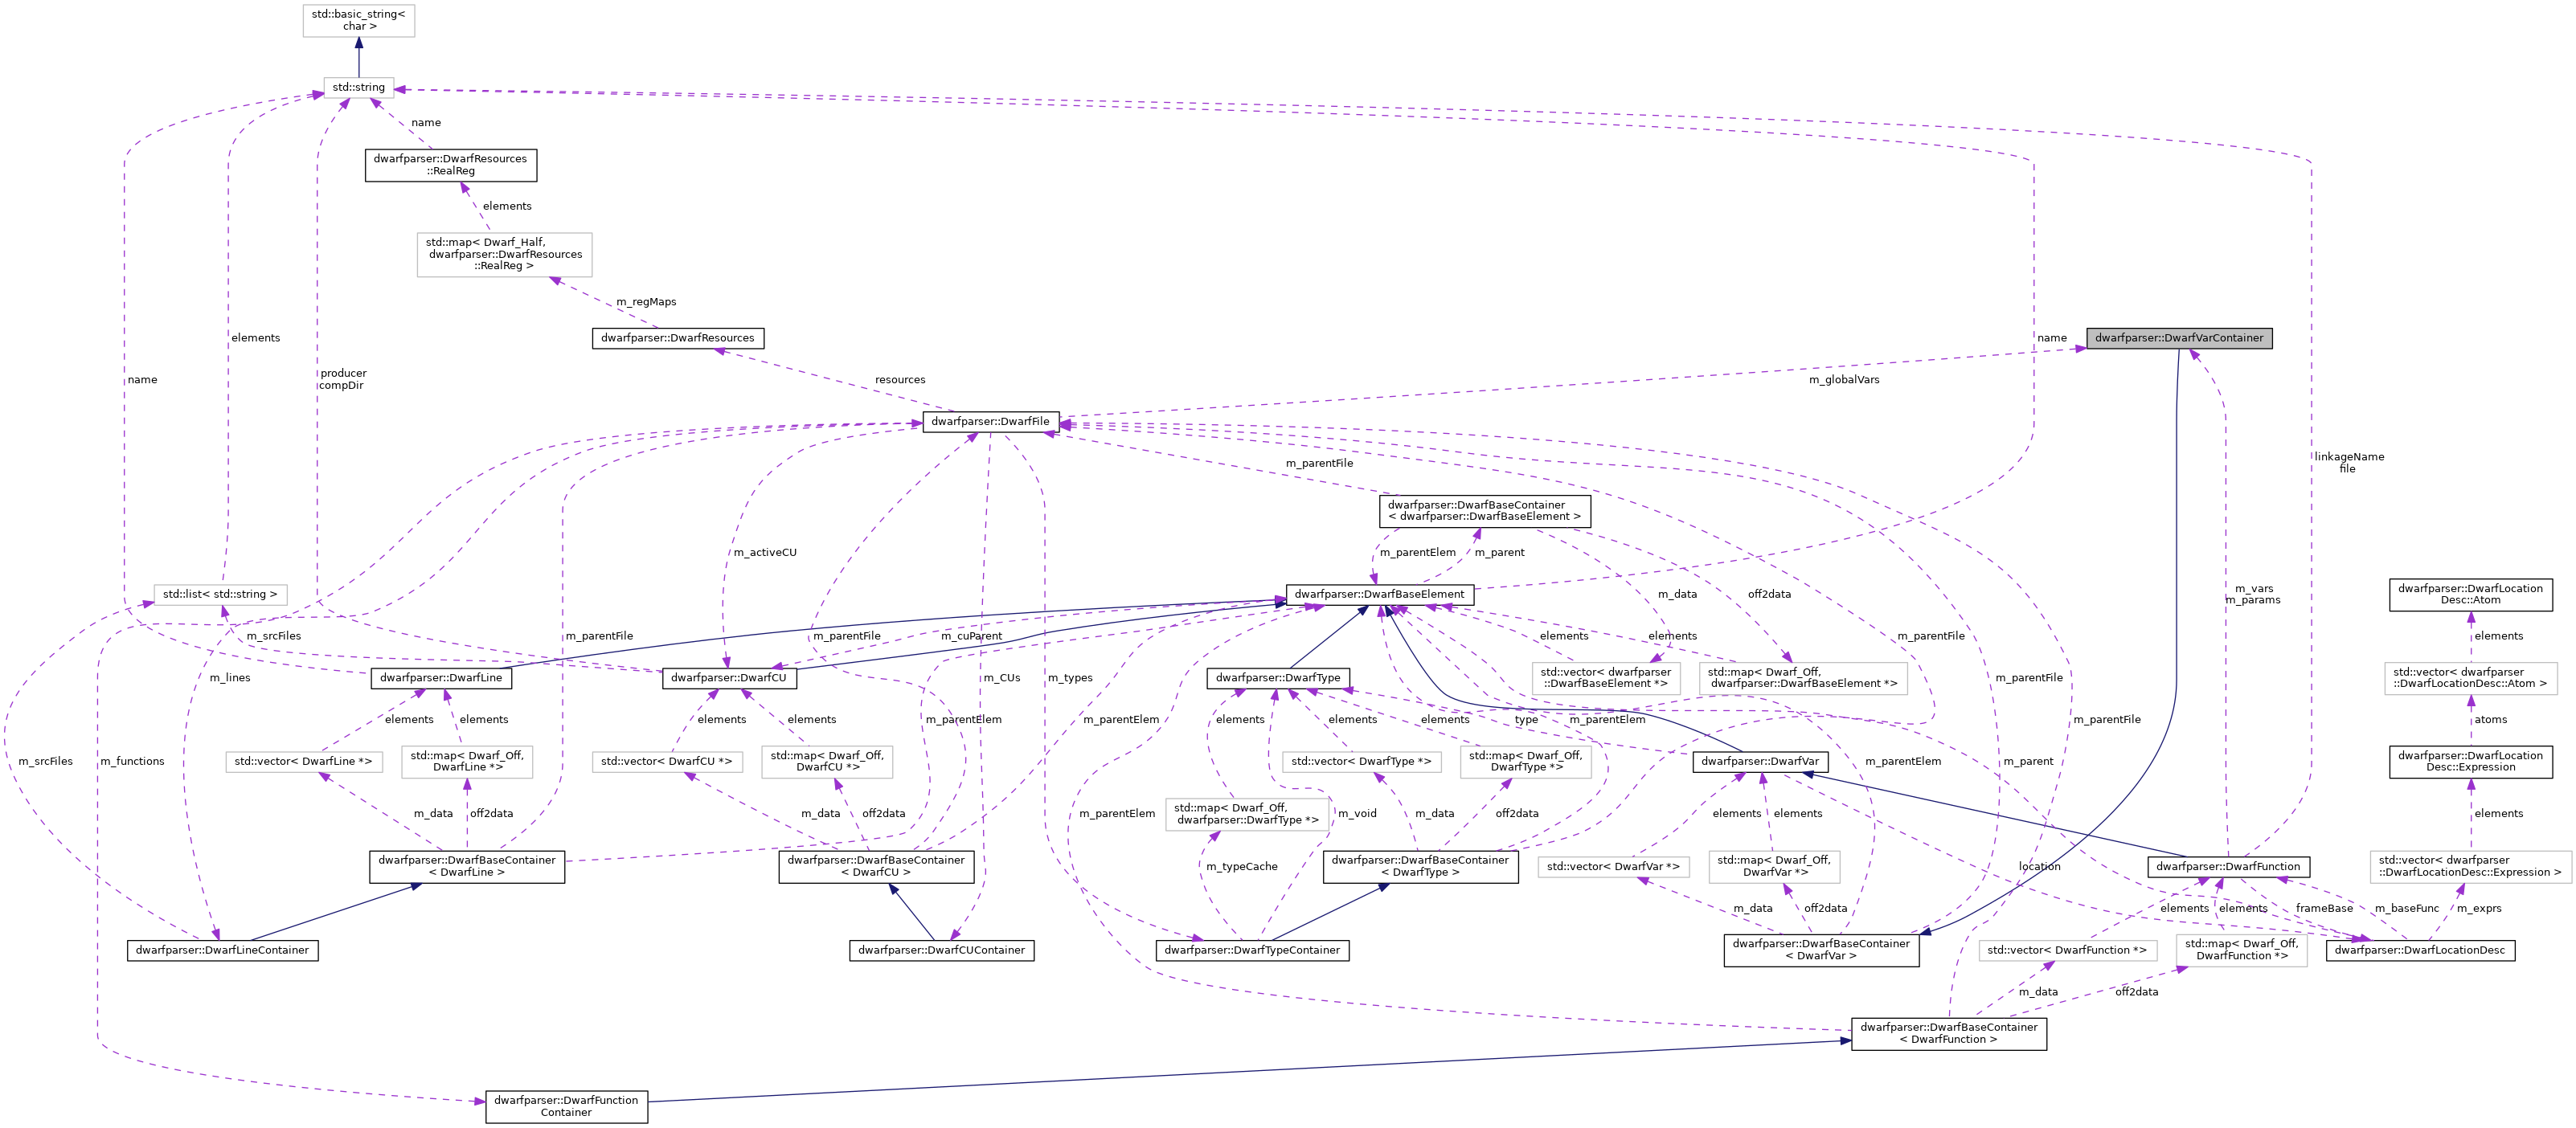 std::basic_string<
char >
std::string
name
dwarfparser::DwarfResources
::RealReg
elements
std::map< Dwarf_Half,
dwarfparser::DwarfResources
::RealReg >
m_regMaps
dwarfparser::DwarfResources
dwarfparser::DwarfVarContainer
elements
name
name
producer
compDir
resources
m_globalVars
dwarfparser::DwarfFile
m_parentFile
linkageName
file
dwarfparser::DwarfBaseContainer
< dwarfparser::DwarfBaseElement >
m_activeCU
m_parentElem
m_parent
std::list< std::string >
dwarfparser::DwarfBaseElement
m_data
off2data
m_vars
m_params
dwarfparser::DwarfLocation
Desc::Atom
m_srcFiles
m_parentFile
m_parentFile
m_cuParent
elements
elements
m_parentFile
elements
m_lines
dwarfparser::DwarfLine
dwarfparser::DwarfCU
m_CUs
m_types
dwarfparser::DwarfType
std::vector< dwarfparser
::DwarfBaseElement *>
std::map< Dwarf_Off,
dwarfparser::DwarfBaseElement *>
m_parentFile
std::vector< dwarfparser
::DwarfLocationDesc::Atom >
elements
elements
elements
elements
m_parentElem
m_parentElem
elements
elements
elements
type
m_parentElem
m_parentFile
atoms
m_srcFiles
m_functions
std::vector< DwarfLine *>
std::map< Dwarf_Off,
DwarfLine *>
std::vector< DwarfCU *>
std::map< Dwarf_Off,
DwarfCU *>
std::vector< DwarfType *>
std::map< Dwarf_Off,
DwarfType *>
dwarfparser::DwarfVar
m_parentElem
m_parent
dwarfparser::DwarfLocation
Desc::Expression
m_data
off2data
m_data
off2data
m_parentElem
std::map< Dwarf_Off,
dwarfparser::DwarfType *>
m_void
m_data
off2data
elements
elements
elements
dwarfparser::DwarfBaseContainer
< DwarfLine >
dwarfparser::DwarfBaseContainer
< DwarfCU >
m_typeCache
dwarfparser::DwarfBaseContainer
< DwarfType >
std::vector< DwarfVar *>
std::map< Dwarf_Off,
DwarfVar *>
location
dwarfparser::DwarfFunction
std::vector< dwarfparser
::DwarfLocationDesc::Expression >
m_data
off2data
elements
elements
frameBase
m_baseFunc
m_exprs
dwarfparser::DwarfLineContainer
dwarfparser::DwarfCUContainer
dwarfparser::DwarfTypeContainer
dwarfparser::DwarfBaseContainer
< DwarfVar >
std::vector< DwarfFunction *>
std::map< Dwarf_Off,
DwarfFunction *>
dwarfparser::DwarfLocationDesc
m_data
off2data
dwarfparser::DwarfBaseContainer
< DwarfFunction >
dwarfparser::DwarfFunction
Container